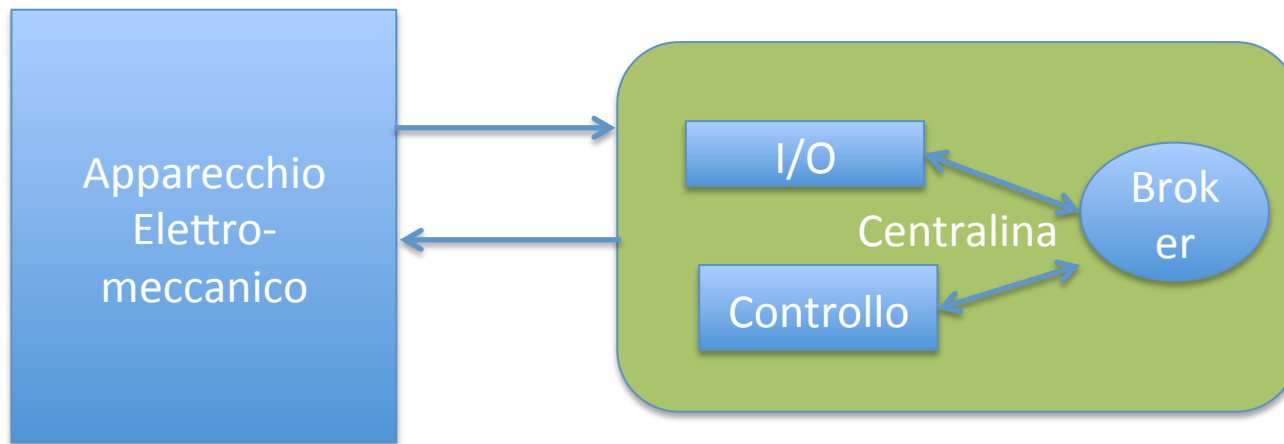 Apparecchio
Elettro-
meccanico
I/O
Centralina
Controllo
Brok
er